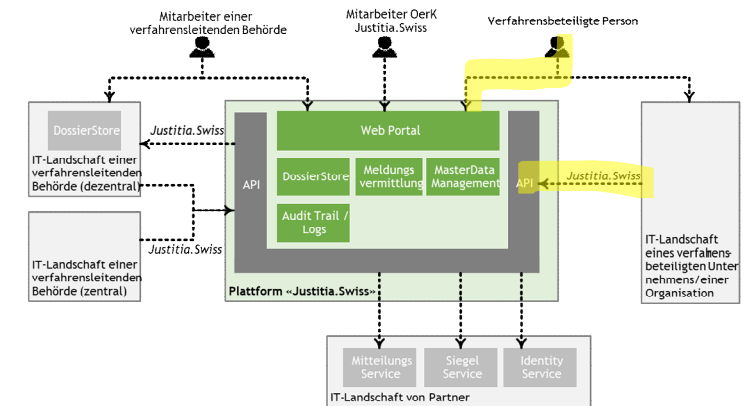 Mitarbeiter einer
verfahrensleitenden Behörde
Mitarbeiter OerK
Justitia.Swiss
Verfahrensbeteiligte Person
DossierStore
IT-Landschaft einer
verfahrensleitenden
Behörde (dezentral)
Justitia.Swiss
IT-Landschaft einer
verfahrensleitenden
Behörde (zentral)
Justitia.Swiss
API
Web Portal
DossierStore
Meldungs
vermittlung
MasterData
Management
Audit Trail /
Logs
API
Plattform «Justitia.Swiss»
Justitia.Swiss
IT-Landschaft
eines verfahrens-
beteiligten Unter
nehmens/einer
Organisation
Mitteilungs
Service
Siegel
Service
Identity
Service
IT-Landschaft von Partner